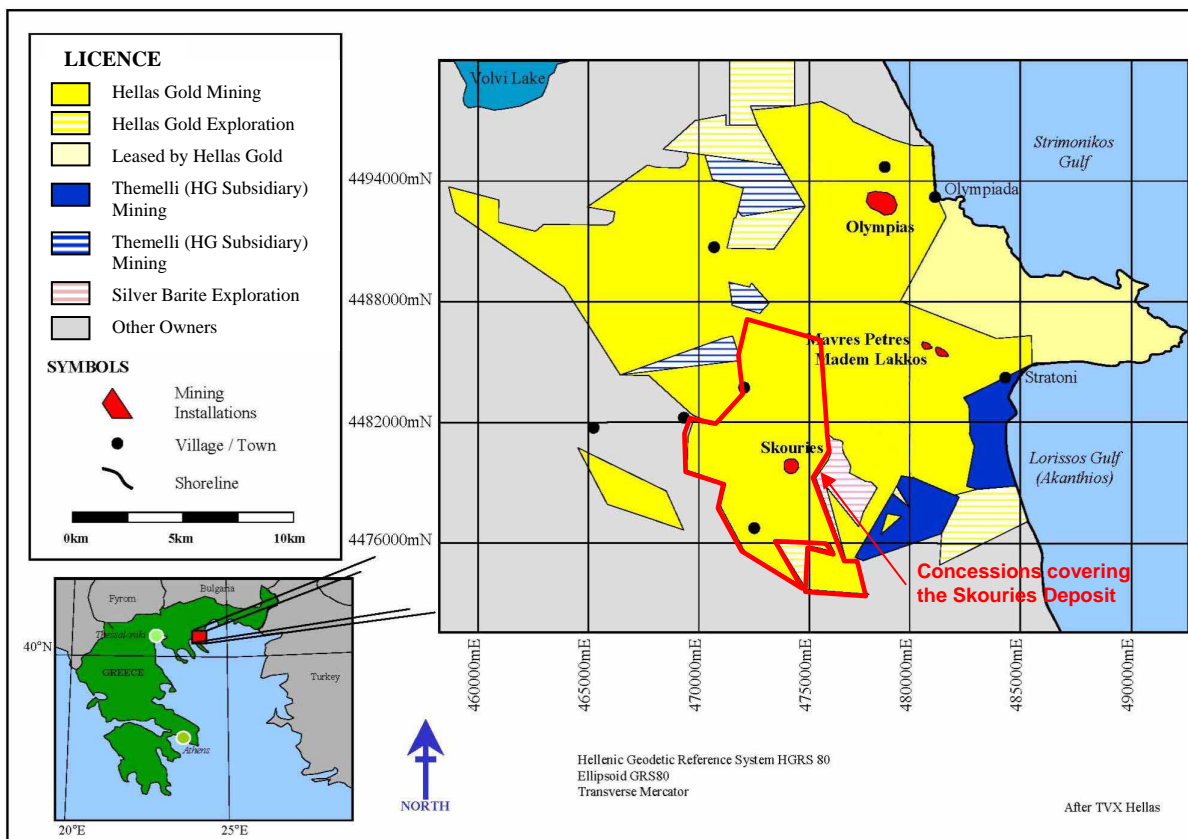 LICENCE
Hellas Gold Mining
Hellas Gold Exploration
Leased by Hellas Gold
Themelli (HG Subsidiary)
Mining
Themelli (HG Subsidiary)
Mining
Silver Barite Exploration
Other Owners
SYMBOLS
Mining
Installations
Village / Town
Shoreline
0km
5km
10km
Volvi Lake
Strimonikos
Gulf
4494000mN
Olympiada
Olympias
4488000mN
Mavres Petres
Madem Lakkos
Stratoni
4482000mN
Skouries
Lorissos Gulf
(Akanthios)
4476000mN
Concessions covering
the Skouries Deposit
460000mE
465000mE
470000mE
475000mE
480000mE
485000mE
490000mE
Fyrom
Bulgaria
Thessaloniki
40°N
GREECE
Turkey
Athens
20°E
25°E
NORTH
Hellenic Geodetic Reference System HGRS 80
Ellipsoid GRS80
Transverse Mercator
After TVX Hellas